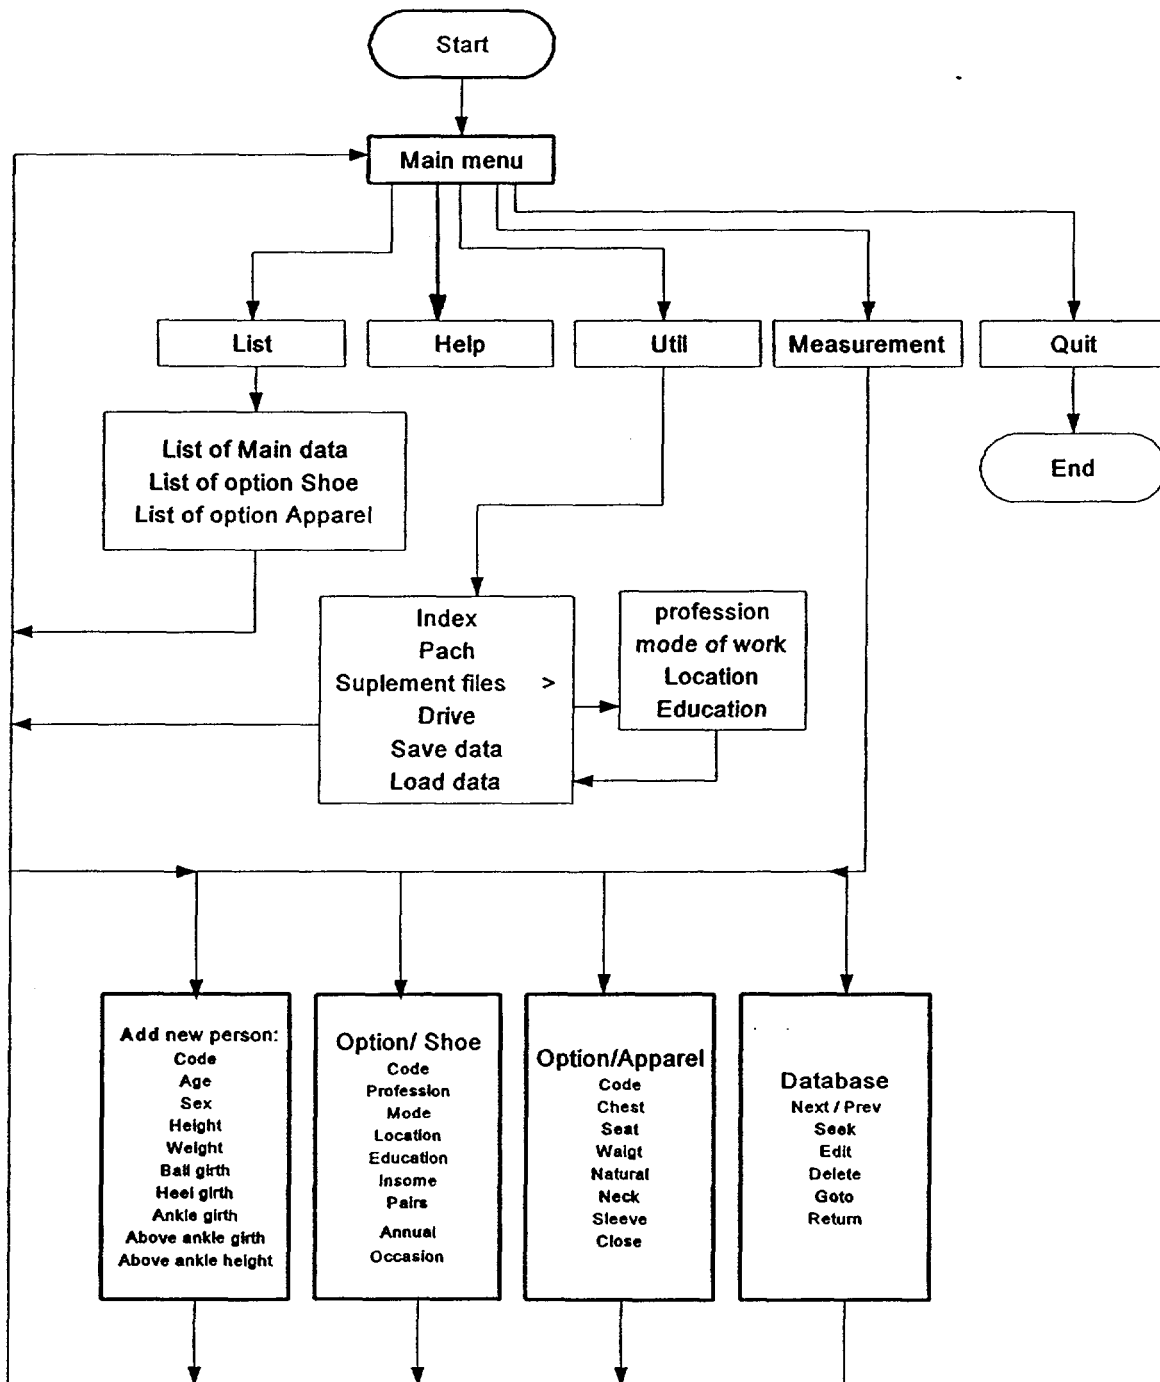 Start
Main menu
List
Help
Util
Measurement
Quit
End
List of Main data
List of option Shoe
List of option Apparel
Index
Pach
Suplement files >
Drive
Save data
Load data
profession
mode of work
Location
Education
Add new person:
Code
Age
Sex
Height
Weight
Ball girth
Heel girth
Ankle girth
Above ankle girth
Above ankle height
Option/ Shoe
Code
Profession
Mode
Location
Education
Insome
Pairs
Annual
Occasion
Option/Apparel
Code
Chest
Seat
Waigt
Natural
Neck
Sleeve
Close
Database
Next / Prev
Seek
Edit
Delete
Goto
Return